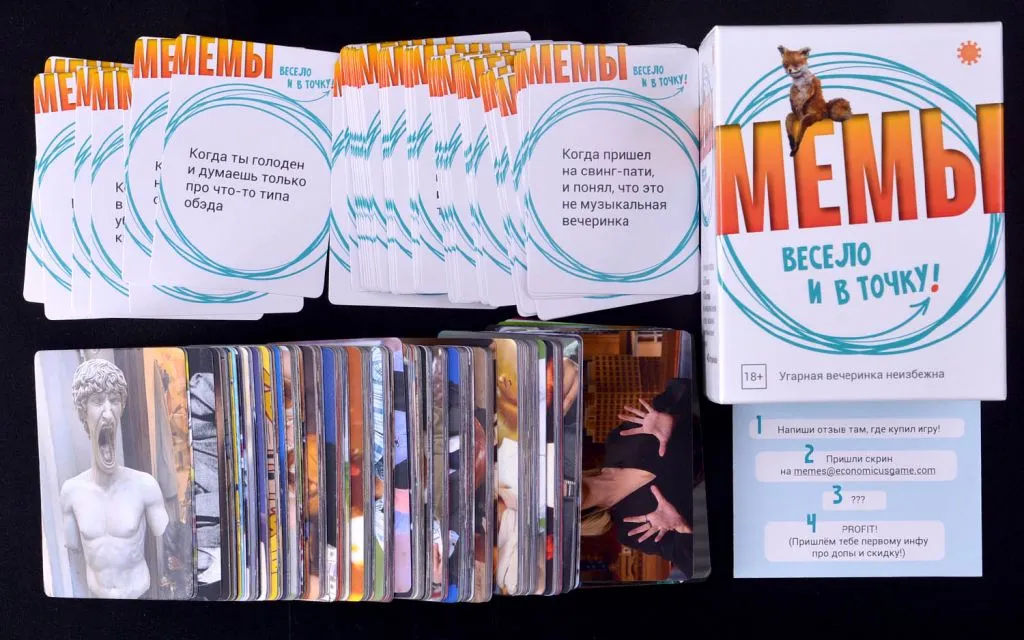 МЕ
МЕ
МЕМЫ
ВЕСЕЛО
И В ТОЧКУ!
Когда ты голоден
и думаешь только
про что-то типа
обэда
МЕМЫ
ВЕСЕЛО
И В ТОЧКУ!
Когда пришел
на свинг-пати,
и понял, что это
не музыкальная
вечеринка
МЕМЫ
ВЕСЕЛО
И В ТОЧКУ!
18+ Угарная вечеринка неизбежна
1 Напиши отзыв там, где купил игру!
2 Пришли скрин
на memes@economicusgame.com
3 ???
4 PROFIT!
(Пришлём тебе первому инфу
про допы и скидку!)